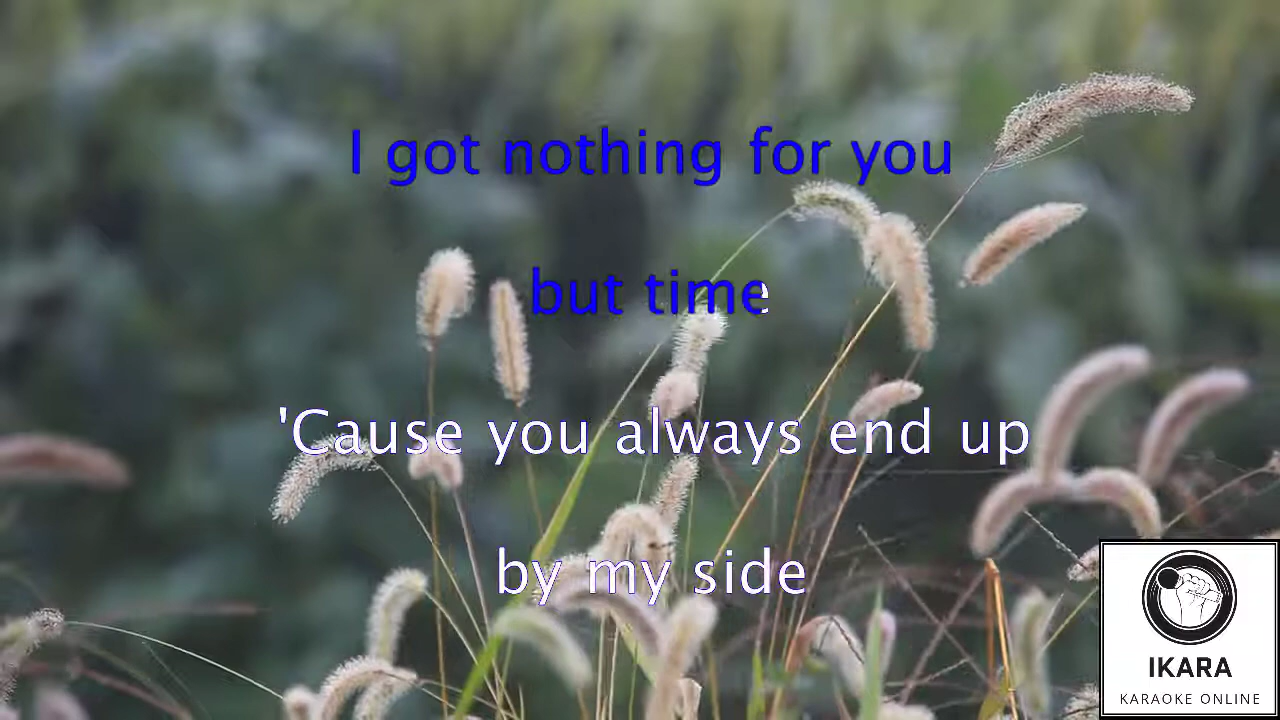 I got nothing for you
but time
'Cause you always end up
by my side
IKARA
KARAOKE ONLINE